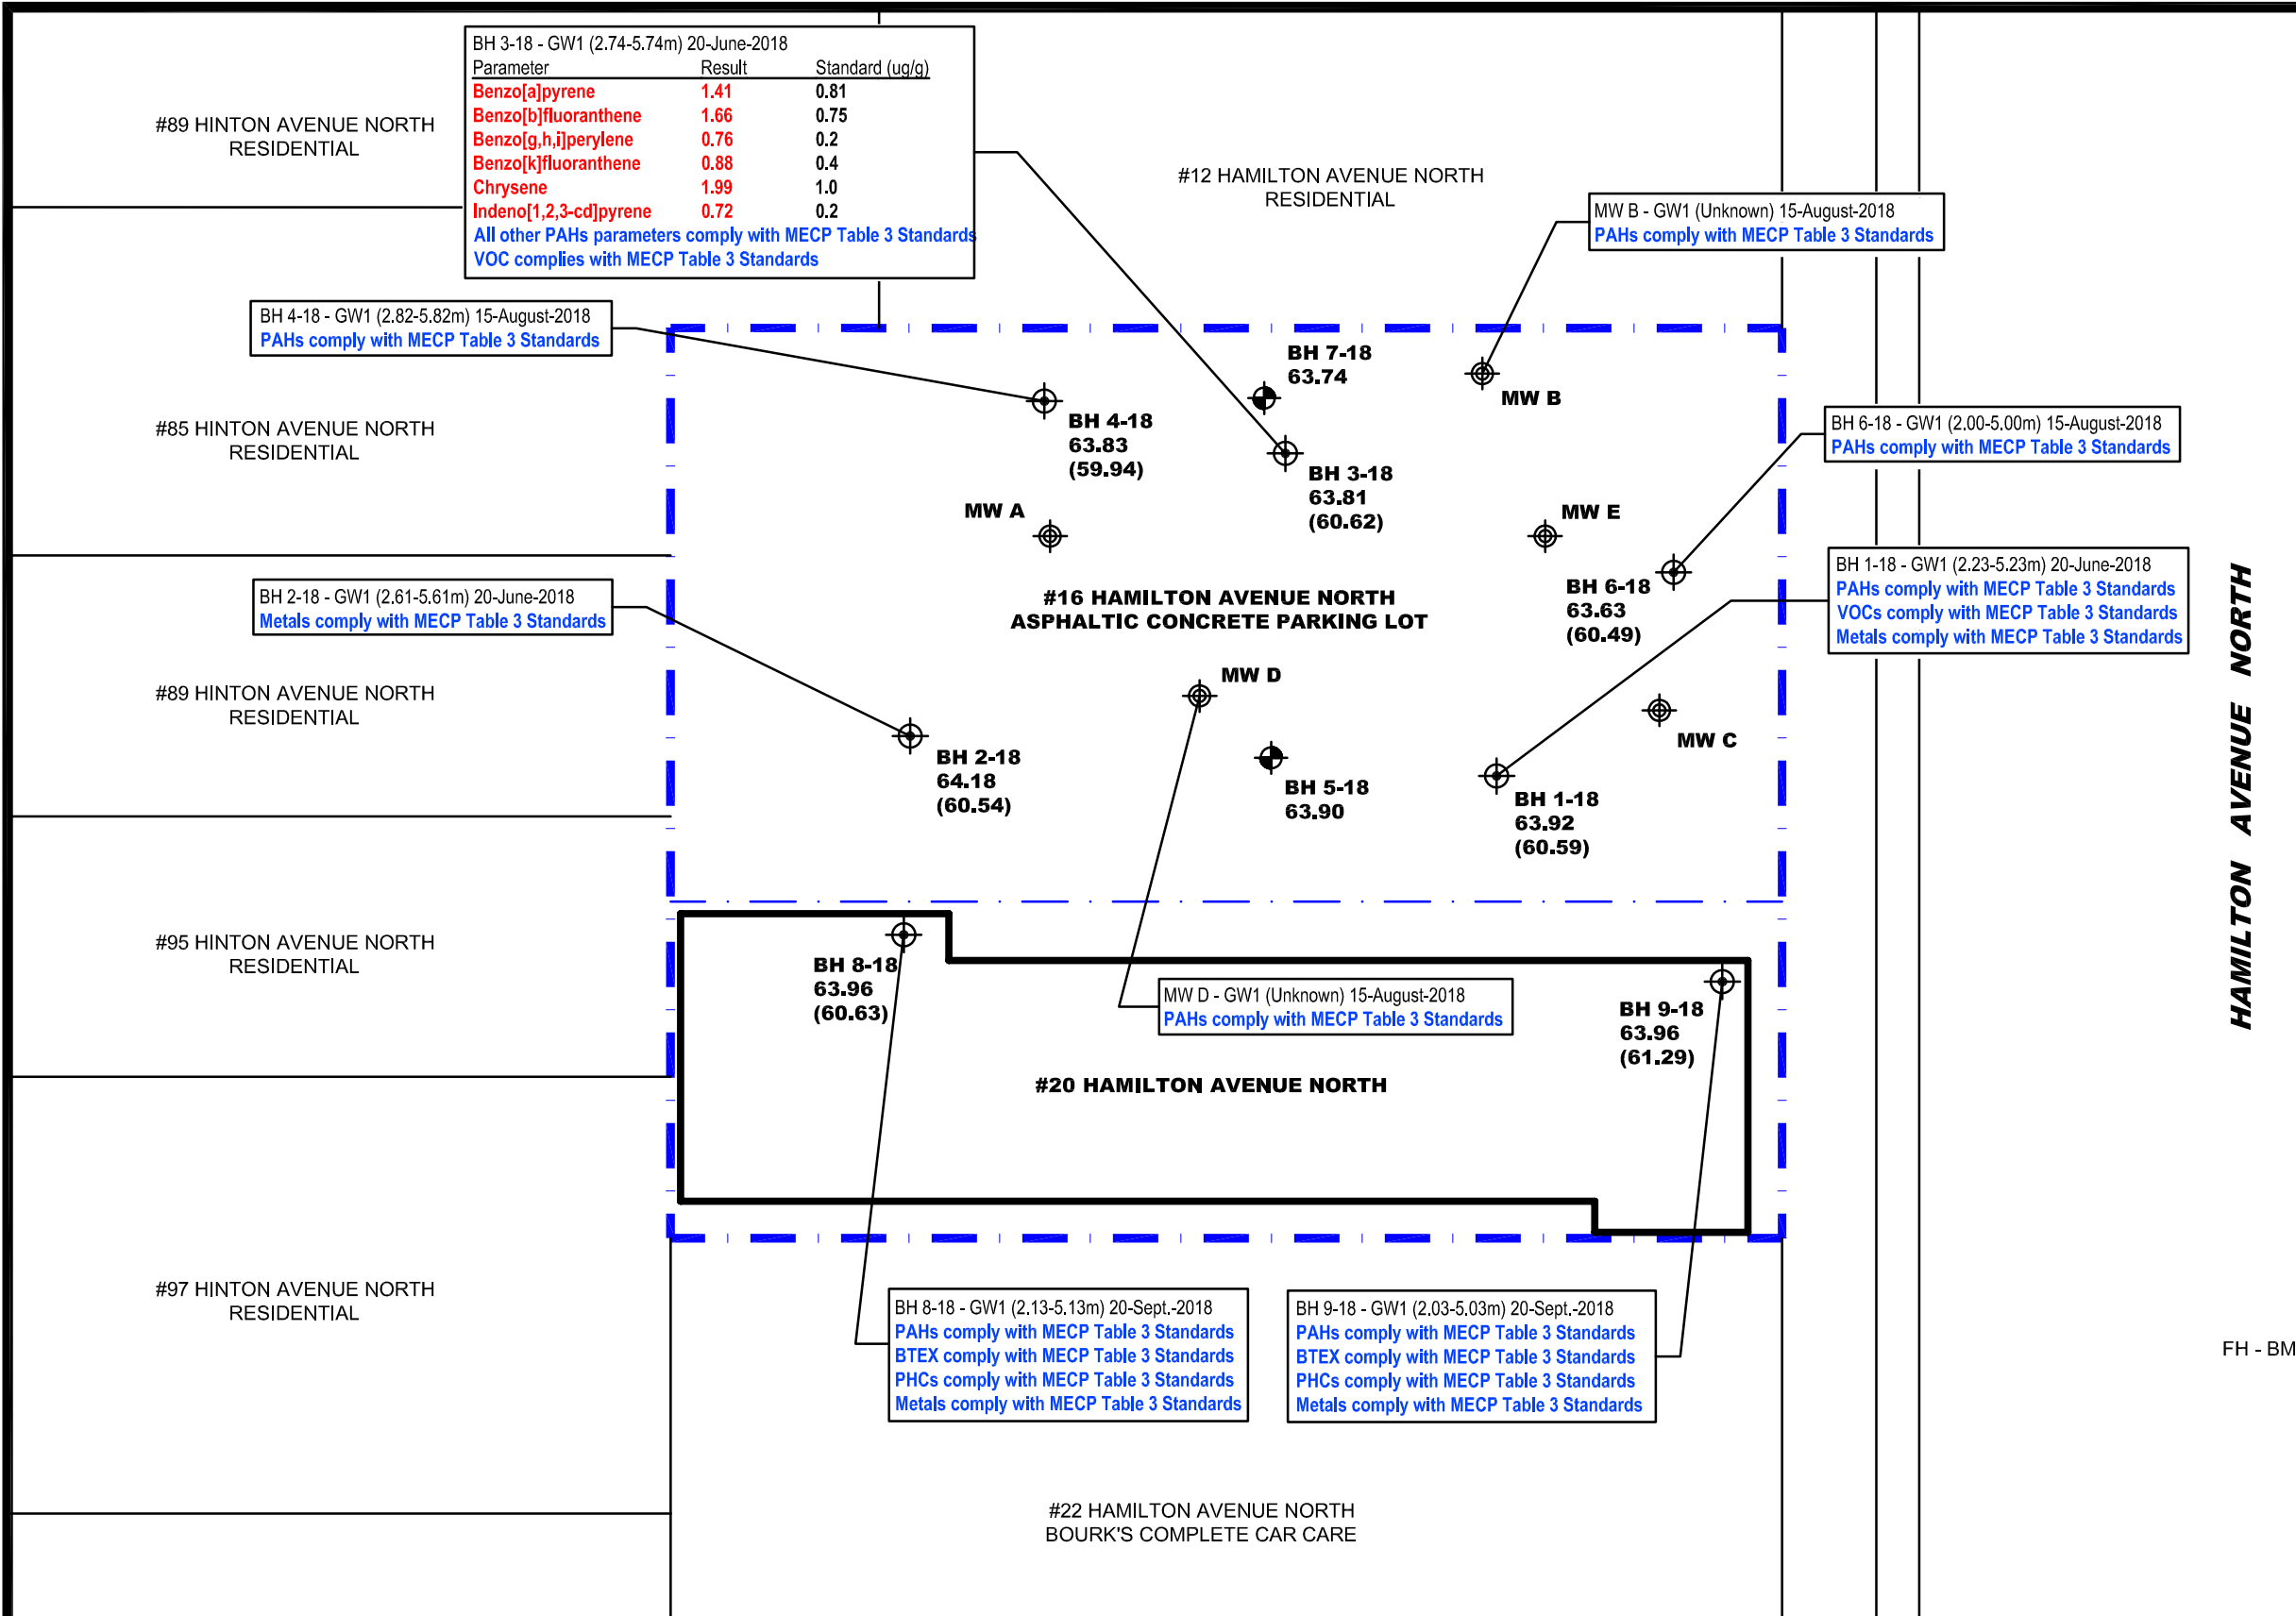 BH 3-18 - GW1 (2.74-5.74m) 20-June-2018
Parameter Result Standard (ug/g)
Benzo[a]pyrene 1.41 0.81
Benzo[b]fluoranthene 1.66 0.75
Benzo[g,h,i]perylene 0.76 0.2
Benzo[k]fluoranthene 0.88 0.4
Chrysene 1.99 1.0
Indeno[1,2,3-cd]pyrene 0.72 0.2
All other PAHs parameters comply with MECP Table 3 Standards
VOC complies with MECP Table 3 Standards
#89 HINTON AVENUE NORTH
RESIDENTIAL
#12 HAMILTON AVENUE NORTH
RESIDENTIAL
MW B - GW1 (Unknown) 15-August-2018
PAHs comply with MECP Table 3 Standards
BH 4-18 - GW1 (2.82-5.82m) 15-August-2018
PAHs comply with MECP Table 3 Standards
BH 7-18
63.74
MW B
BH 4-18
63.83
(59.94)
#85 HINTON AVENUE NORTH
RESIDENTIAL
BH 6-18 - GW1 (2.00-5.00m) 15-August-2018
PAHs comply with MECP Table 3 Standards
BH 3-18
63.81
(60.62)
MW A
MW E
BH 1-18 - GW1 (2.23-5.23m) 20-June-2018
PAHs comply with MECP Table 3 Standards
VOCs comply with MECP Table 3 Standards
Metals comply with MECP Table 3 Standards
BH 2-18 - GW1 (2.61-5.61m) 20-June-2018
Metals comply with MECP Table 3 Standards
#16 HAMILTON AVENUE NORTH
ASPHALTIC CONCRETE PARKING LOT
BH 6-18
63.63
(60.49)
HAMILTON AVENUE NORTH
#89 HINTON AVENUE NORTH
RESIDENTIAL
MW D
MW C
BH 2-18
64.18
(60.54)
BH 5-18
63.90
BH 1-18
63.92
(60.59)
#95 HINTON AVENUE NORTH
RESIDENTIAL
BH 8-18
63.96
(60.63)
MW D - GW1 (Unknown) 15-August-2018
PAHs comply with MECP Table 3 Standards
BH 9-18
63.96
(61.29)
#20 HAMILTON AVENUE NORTH
#97 HINTON AVENUE NORTH
RESIDENTIAL
BH 8-18 - GW1 (2.13-5.13m) 20-Sept.-2018
PAHs comply with MECP Table 3 Standards
BTEX comply with MECP Table 3 Standards
PHCs comply with MECP Table 3 Standards
Metals comply with MECP Table 3 Standards
BH 9-18 - GW1 (2.03-5.03m) 20-Sept.-2018
PAHs comply with MECP Table 3 Standards
BTEX comply with MECP Table 3 Standards
PHCs comply with MECP Table 3 Standards
Metals comply with MECP Table 3 Standards
FH - BM
#22 HAMILTON AVENUE NORTH
BOURK'S COMPLETE CAR CARE